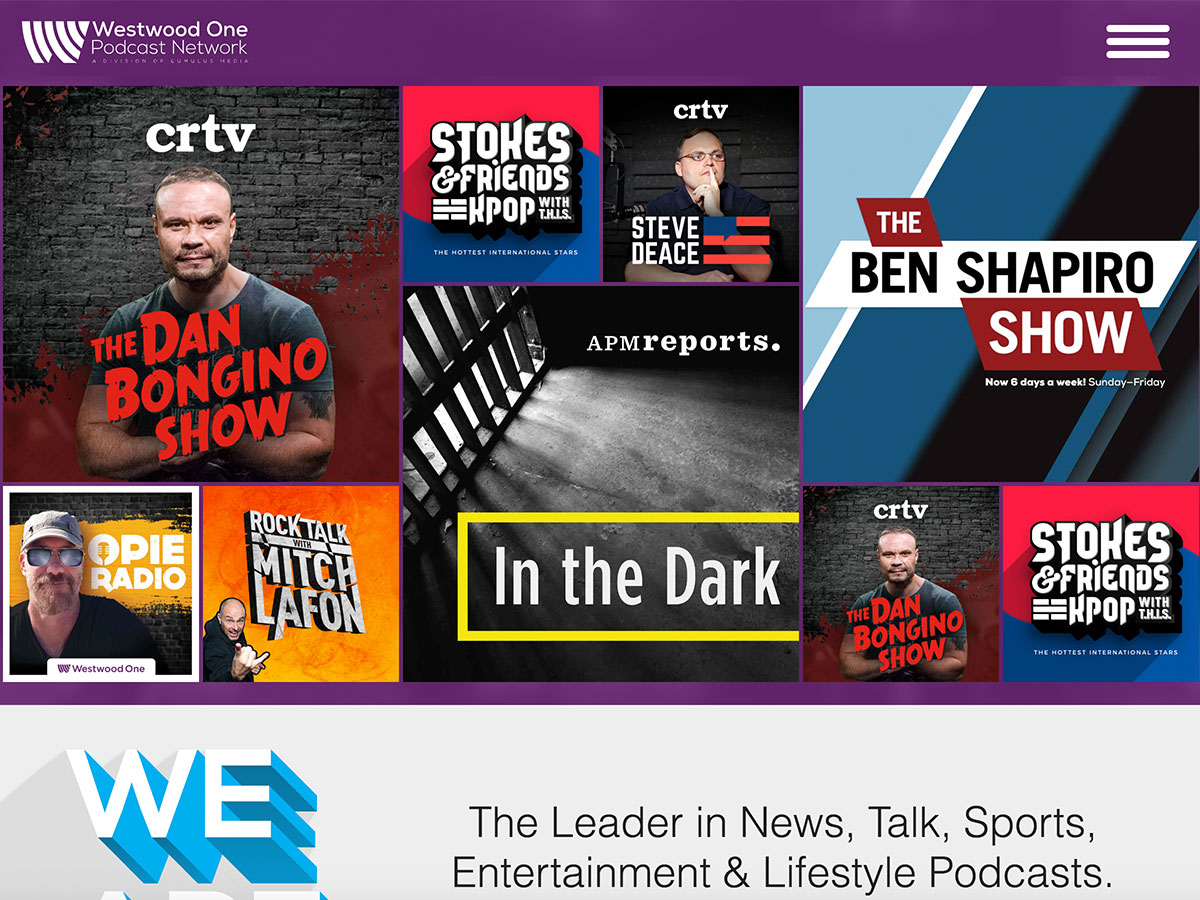 Westwood One
Podcast Network
A DIVISION OF CUMULUS MEDIA
crtv
THE DAN
BONGINO
SHOW
STOKES
& FRIENDS
KPOP WITH T.H.I.S.
THE HOTTEST INTERNATIONAL STARS
crtv
STEVE
DEACE
THE
BEN SHAPIRO
SHOW
Now 6 days a week! Sunday–Friday
APMreports.
In the Dark
OPIE
RADIO
Westwood One
ROCK TALK
WITH
MITCH
LAFON
crtv
THE DAN
BONGINO
SHOW
STOKES
& FRIENDS
KPOP WITH T.H.I.S.
THE HOTTEST INTERNATIONAL STARS
WE
ARE
The Leader in News, Talk, Sports,
Entertainment & Lifestyle Podcasts.